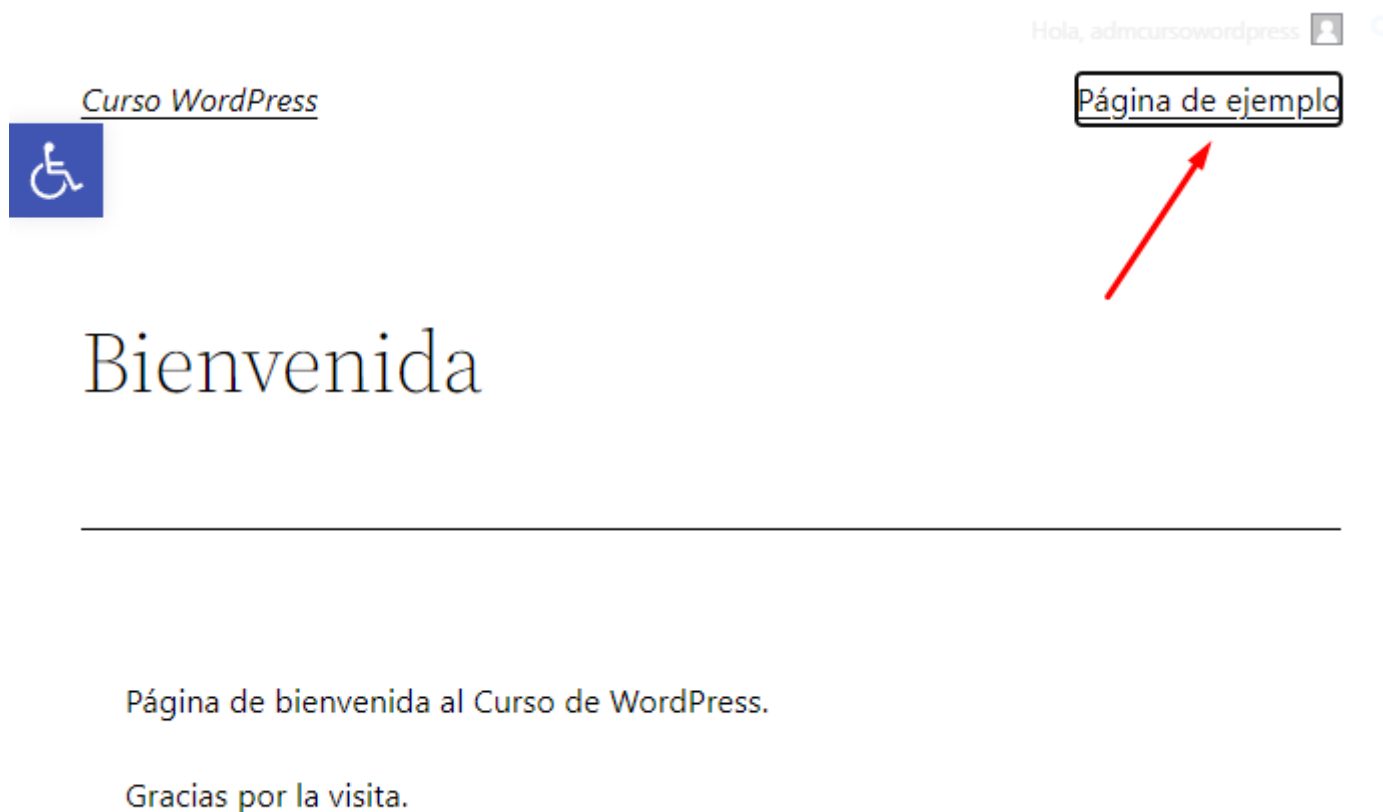 Hola, admcursowordpress
Curso WordPress
Página de ejemplo
Bienvenida
Página de bienvenida al Curso de WordPress.
Gracias por la visita.